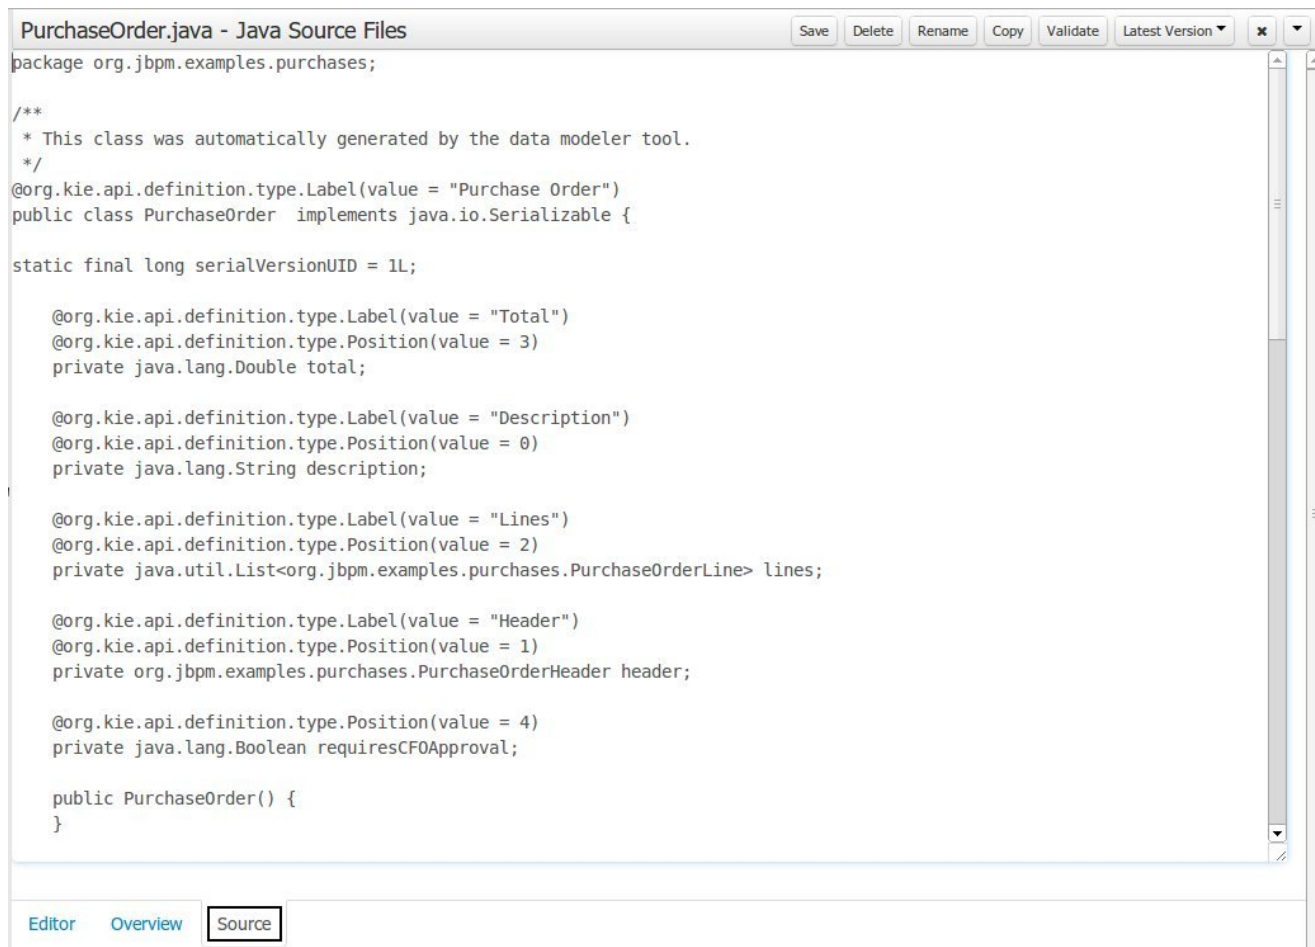 PurchaseOrder.java - Java Source Files
Save Delete Rename Copy Validate Latest Version
package org.jbpm.examples.purchases;
/**
 * This class was automatically generated by the data modeler tool.
 */
@org.kie.api.definition.type.Label(value = "Purchase Order")
public class PurchaseOrder  implements java.io.Serializable {
static final long serialVersionUID = 1L;
    @org.kie.api.definition.type.Label(value = "Total")
    @org.kie.api.definition.type.Position(value = 3)
    private java.lang.Double total;
    @org.kie.api.definition.type.Label(value = "Description")
    @org.kie.api.definition.type.Position(value = 0)
    private java.lang.String description;
    @org.kie.api.definition.type.Label(value = "Lines")
    @org.kie.api.definition.type.Position(value = 2)
    private java.util.List<org.jbpm.examples.purchases.PurchaseOrderLine> lines;
    @org.kie.api.definition.type.Label(value = "Header")
    @org.kie.api.definition.type.Position(value = 1)
    private org.jbpm.examples.purchases.PurchaseOrderHeader header;
    @org.kie.api.definition.type.Position(value = 4)
    private java.lang.Boolean requiresCFOApproval;
    public PurchaseOrder() {
    }
Editor Overview Source